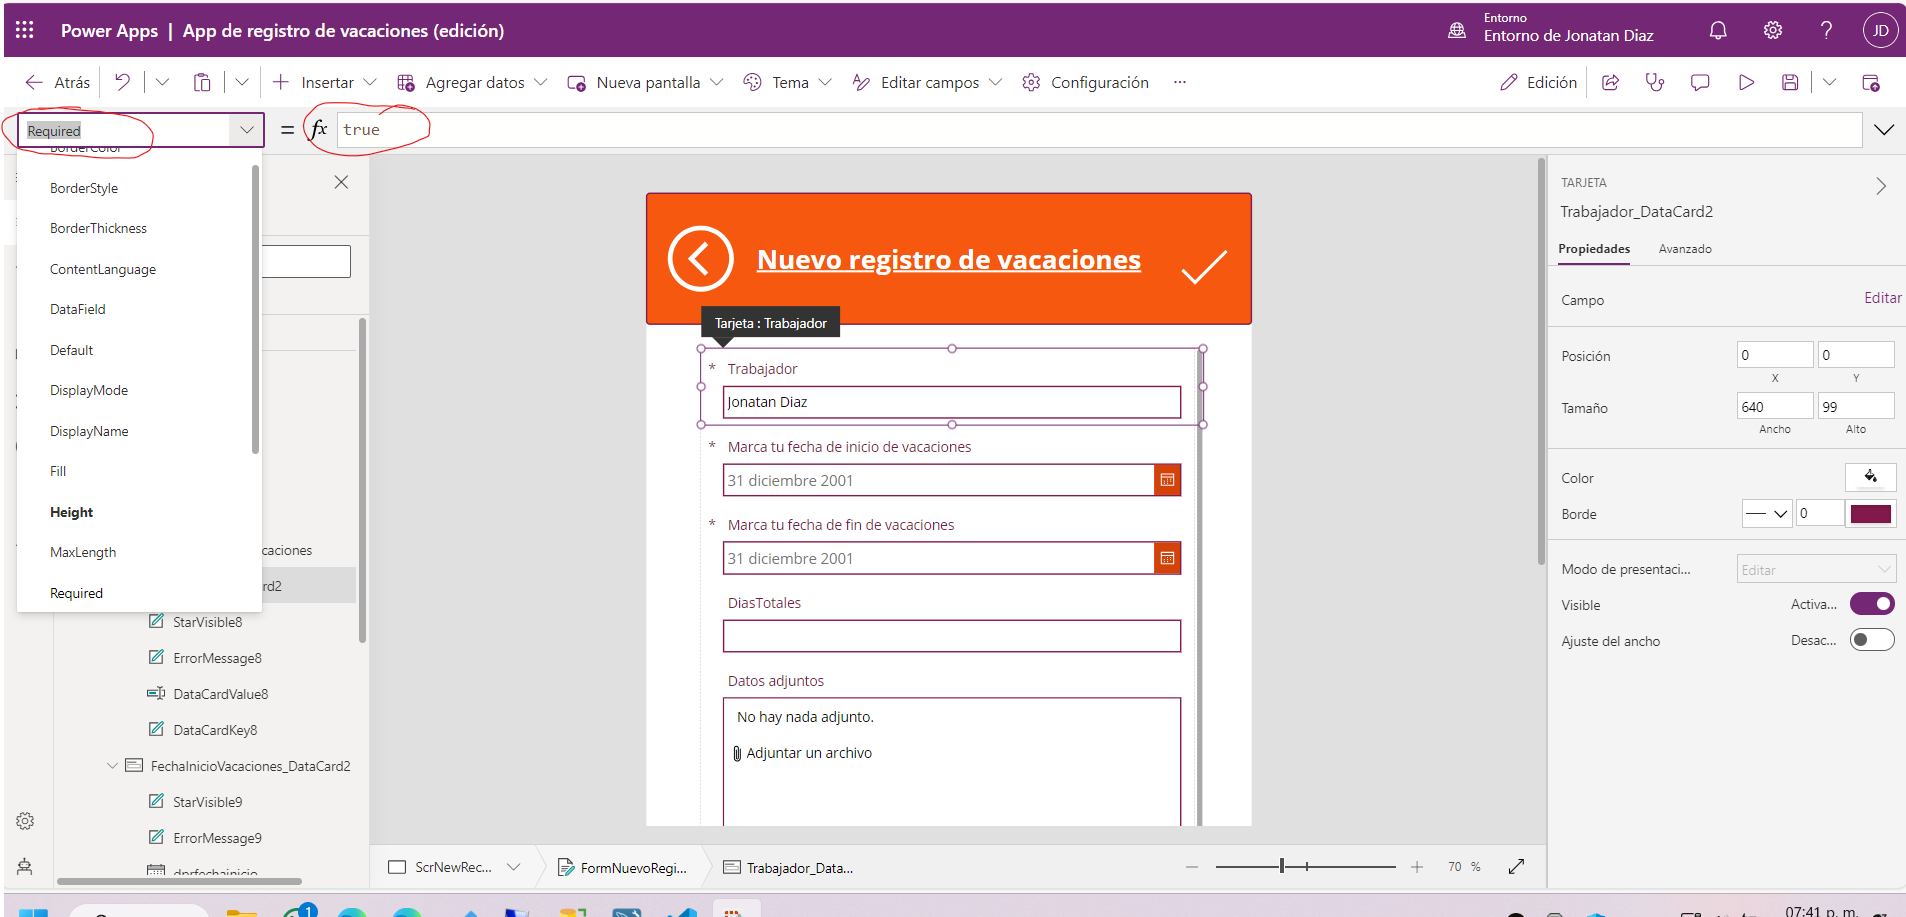 Power Apps | App de registro de vacaciones (edición)
Entorno
Entorno de Jonatan Diaz
JD
Atrás
Insertar
Agregar datos
Nueva pantalla
Tema
Editar campos
Configuración
...
Edición
Required
= fx true
BorderColor
BorderStyle
BorderThickness
ContentLanguage
DataField
Default
DisplayMode
DisplayName
Fill
Height
MaxLength
Required
caciones
rd2
StarVisible8
ErrorMessage8
DataCardValue8
DataCardKey8
FechaInicioVacaciones_DataCard2
StarVisible9
ErrorMessage9
dprfechainicio
Nuevo registro de vacaciones
Tarjeta : Trabajador
* Trabajador
Jonatan Diaz
* Marca tu fecha de inicio de vacaciones
31 diciembre 2001
* Marca tu fecha de fin de vacaciones
31 diciembre 2001
DiasTotales
Datos adjuntos
No hay nada adjunto.
Adjuntar un archivo
ScrNewRec...
FormNuevoRegi...
Trabajador_Data...
70 %
TARJETA
Trabajador_DataCard2
Propiedades
Avanzado
Campo
Editar
Posición
0
0
X
Y
Tamaño
640
99
Ancho
Alto
Color
Borde
0
Modo de presentaci...
Editar
Visible
Activa...
Ajuste del ancho
Desac...
1
07:41 p. m.